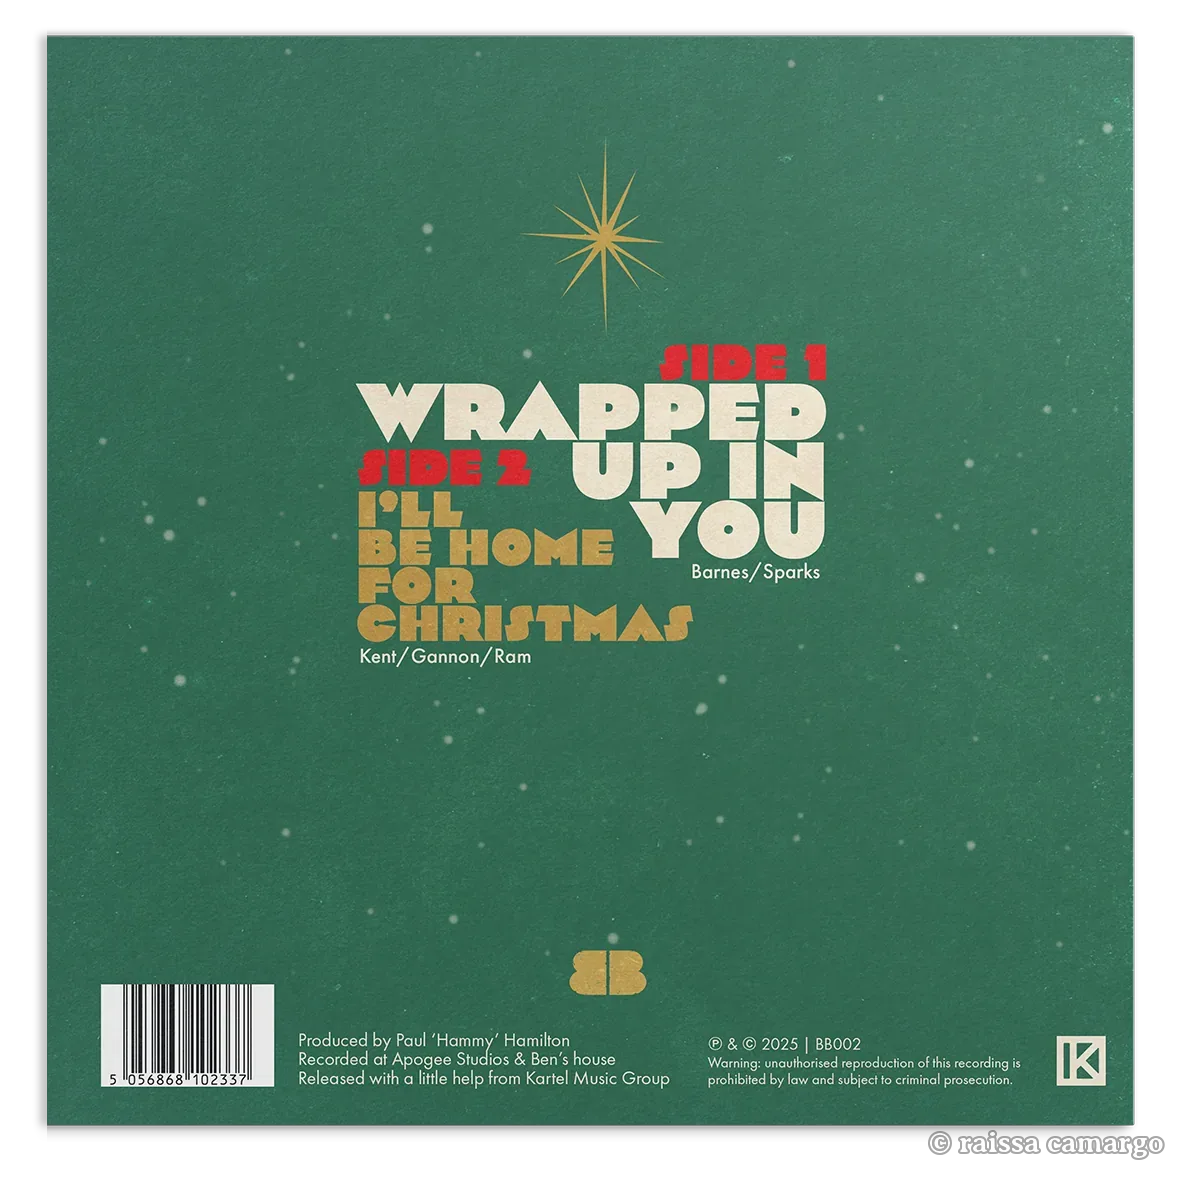 SIDE 1
WRAPPED
UP IN
YOU
Barnes/Sparks
SIDE 2
I'LL
BE HOME
FOR
CHRISTMAS
Kent/Gannon/Ram
BB
5 056868 102337
Produced by Paul 'Hammy' Hamilton
Recorded at Apogee Studios & Ben's house
Released with a little help from Kartel Music Group
℗ & © 2025 | BB002
Warning: unauthorised reproduction of this recording is
prohibited by law and subject to criminal prosecution.
K
© raissa camargo